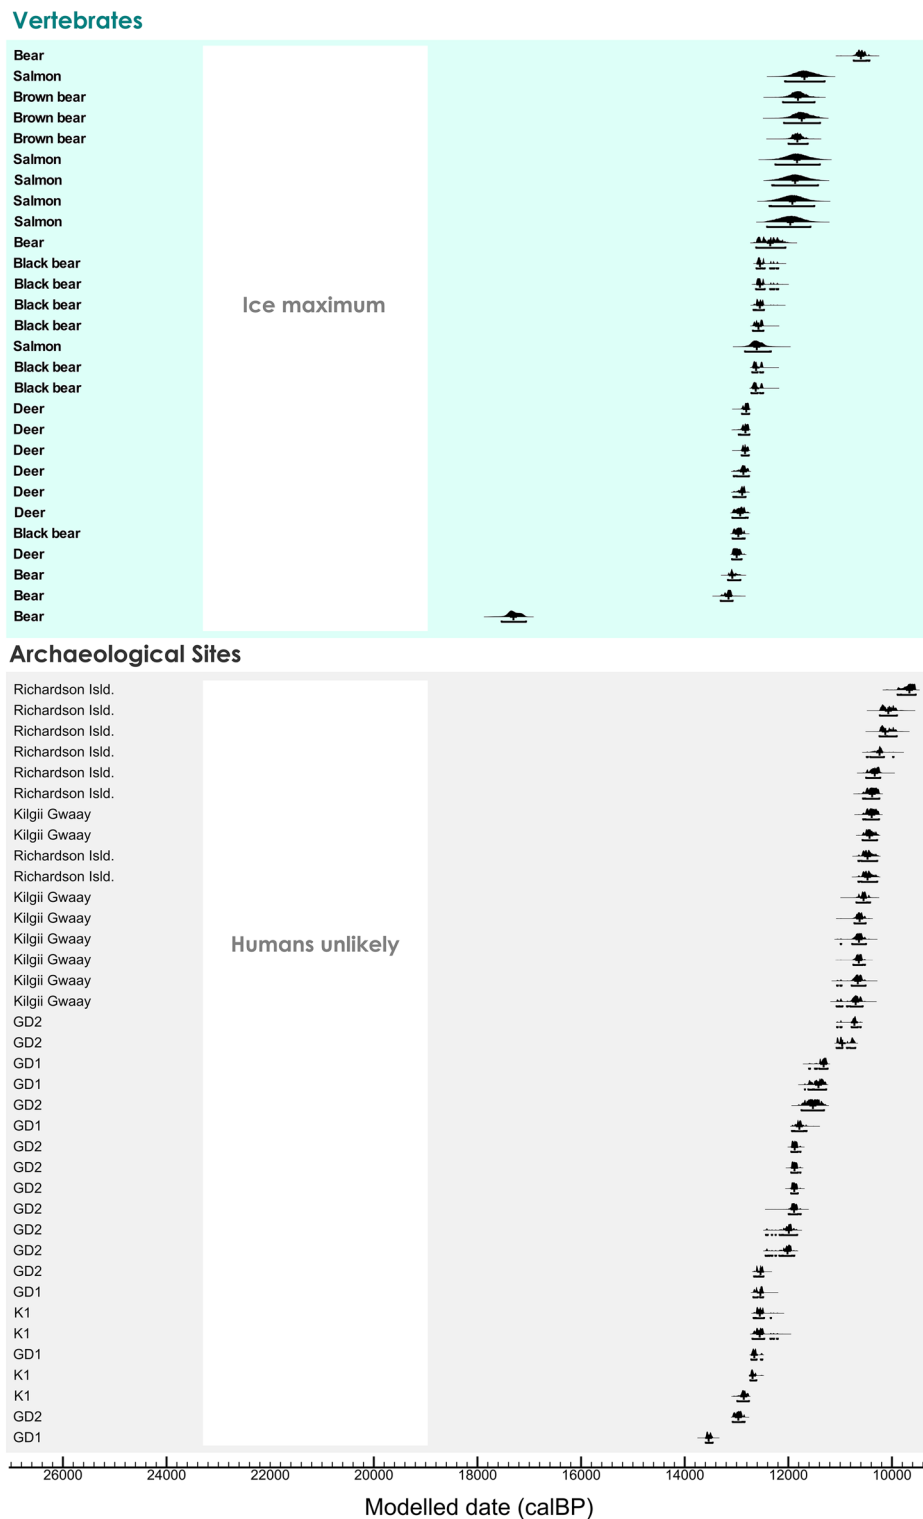 Vertebrates
Bear
Salmon
Brown bear
Brown bear
Brown bear
Salmon
Salmon
Salmon
Salmon
Bear
Black bear
Black bear
Black bear
Black bear
Salmon
Black bear
Black bear
Deer
Deer
Deer
Deer
Deer
Deer
Black bear
Deer
Bear
Bear
Bear
Ice maximum
Archaeological Sites
Richardson Isld.
Richardson Isld.
Richardson Isld.
Richardson Isld.
Richardson Isld.
Richardson Isld.
Kilgii Gwaay
Kilgii Gwaay
Richardson Isld.
Richardson Isld.
Kilgii Gwaay
Kilgii Gwaay
Kilgii Gwaay
Kilgii Gwaay
Kilgii Gwaay
Kilgii Gwaay
GD2
GD2
GD1
GD1
GD2
GD1
GD2
GD2
GD2
GD2
GD2
GD2
GD2
GD1
K1
K1
GD1
K1
K1
GD2
GD1
Humans unlikely
26000 24000 22000 20000 18000 16000 14000 12000 10000
Modelled date (calBP)